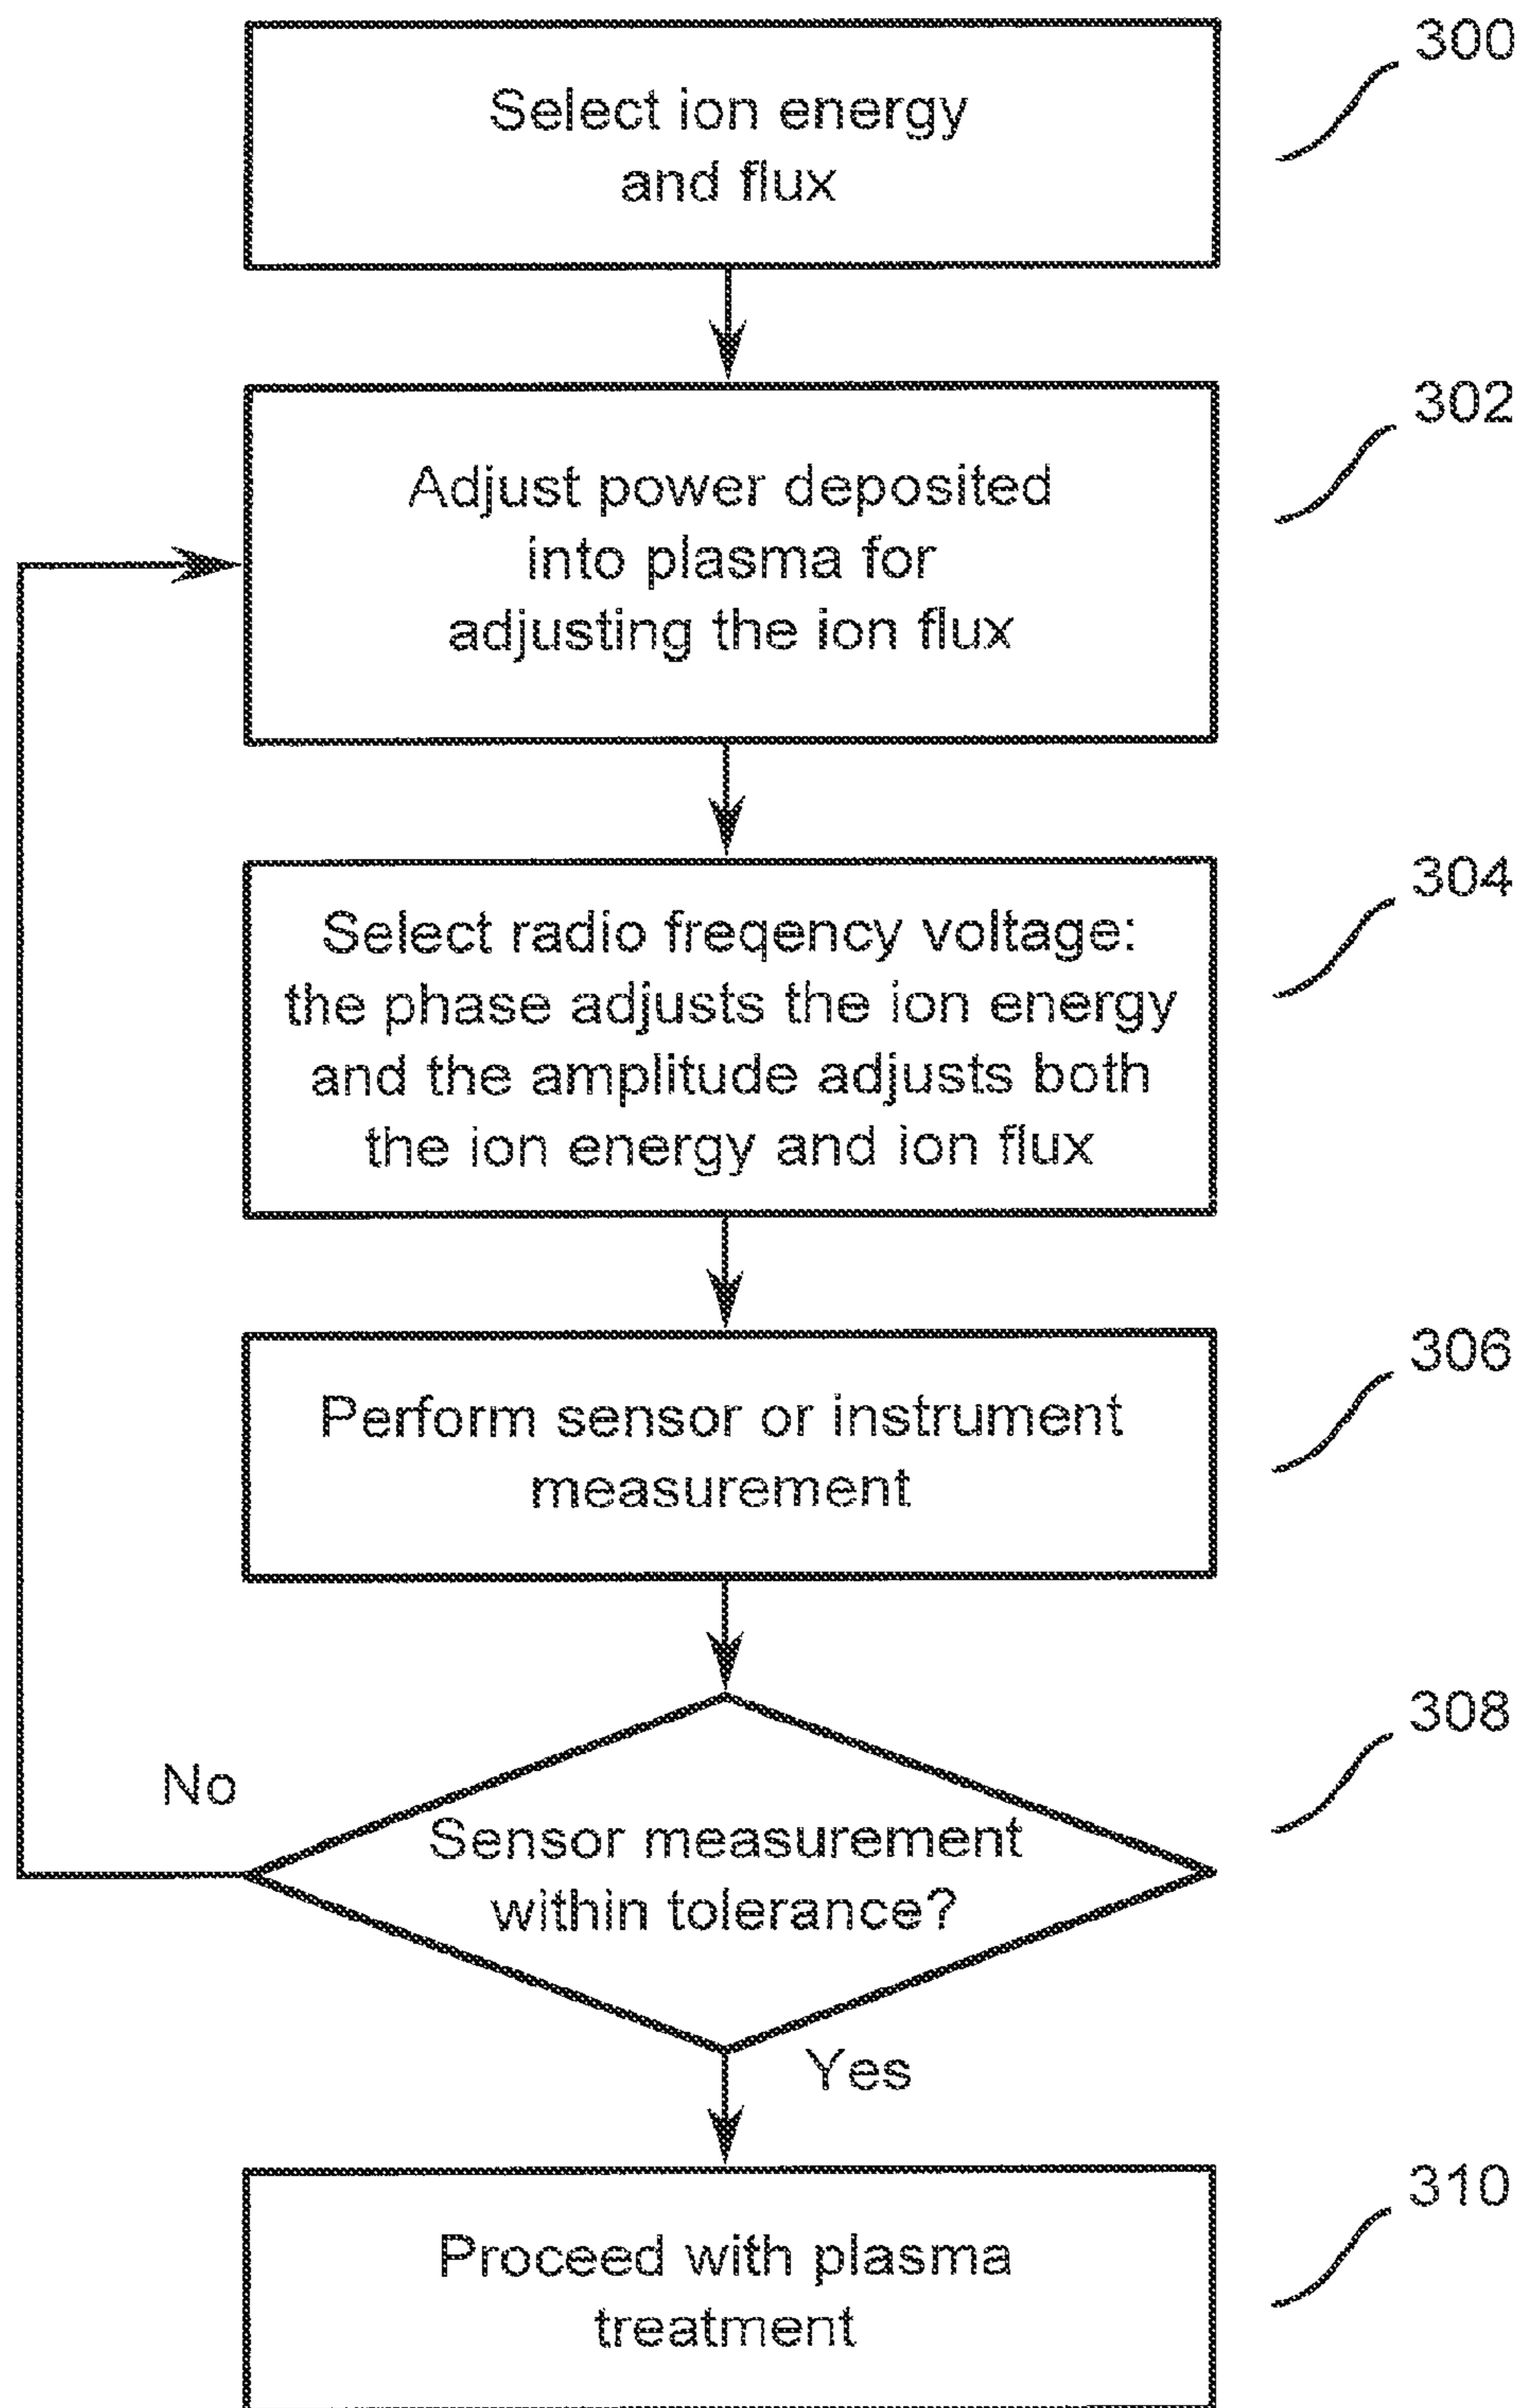 300
Select ion energy
and flux
302
Adjust power deposited
into plasma for
adjusting the ion flux
304
Select radio freqency voltage:
the phase adjusts the ion energy
and the amplitude adjusts both
the ion energy and ion flux
306
Perform sensor or instrument
measurement
308
No
Sensor measurement
within tolerance?
Yes
310
Proceed with plasma
treatment